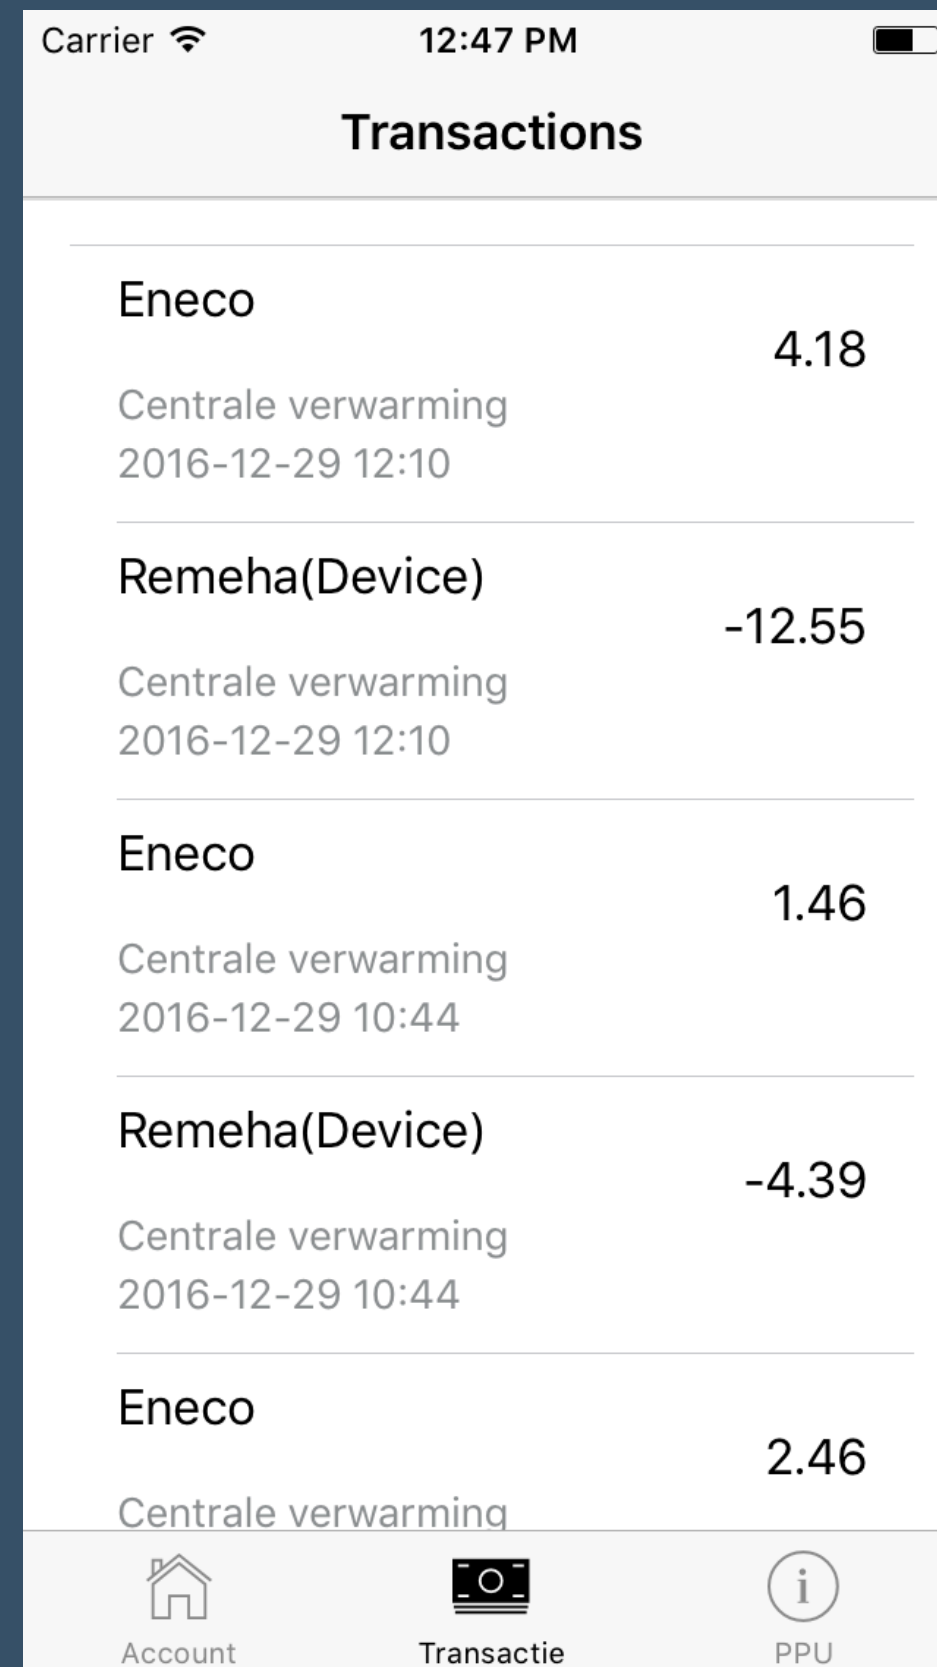 Carrier 12:47 PM
Transactions
Eneco
4.18
Centrale verwarming
2016-12-29 12:10
Remeha(Device)
-12.55
Centrale verwarming
2016-12-29 12:10
Eneco
1.46
Centrale verwarming
2016-12-29 10:44
Remeha(Device)
-4.39
Centrale verwarming
2016-12-29 10:44
Eneco
2.46
Centrale verwarming
Account Transactie PPU